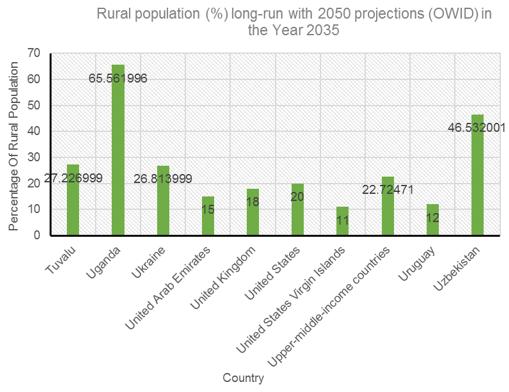 Rural population (%) long-run with 2050 projections (OWID) in
the Year 2035
Percentage Of Rural Population
70
60
50
40
30
20
10
0
27.226999
65.561996
26.813999
15
18
20
11
22.72471
12
46.532001
Tuvalu
Uganda
Ukraine
United Arab Emirates
United Kingdom
United States
United States Virgin Islands
Upper-middle-income countries
Uruguay
Uzbekistan
Country